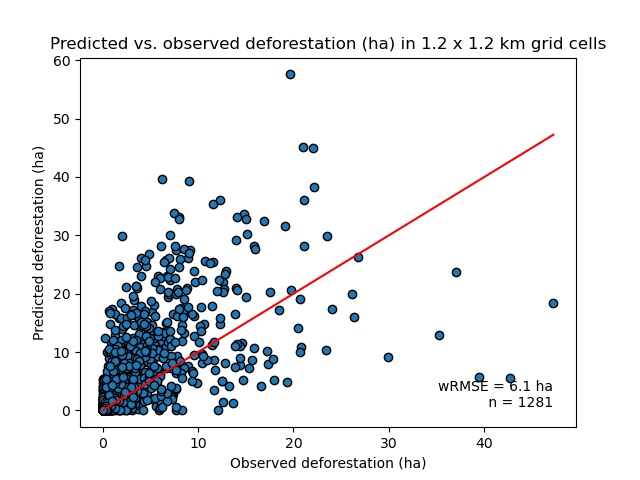 Predicted vs. observed deforestation (ha) in 1.2 x 1.2 km grid cells
60
50
40
30
20
10
0
Predicted deforestation (ha)
wRMSE = 6.1 ha
n = 1281
0 10 20 30 40
Observed deforestation (ha)